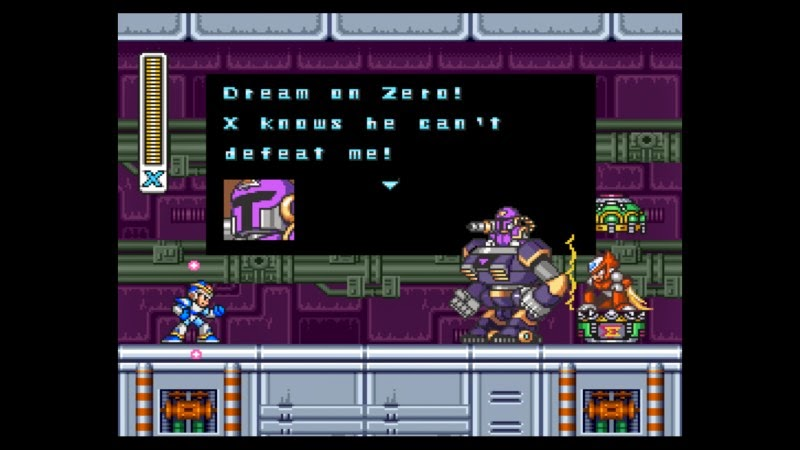 Dream on Zero!
X knows he can't
defeat me!
X